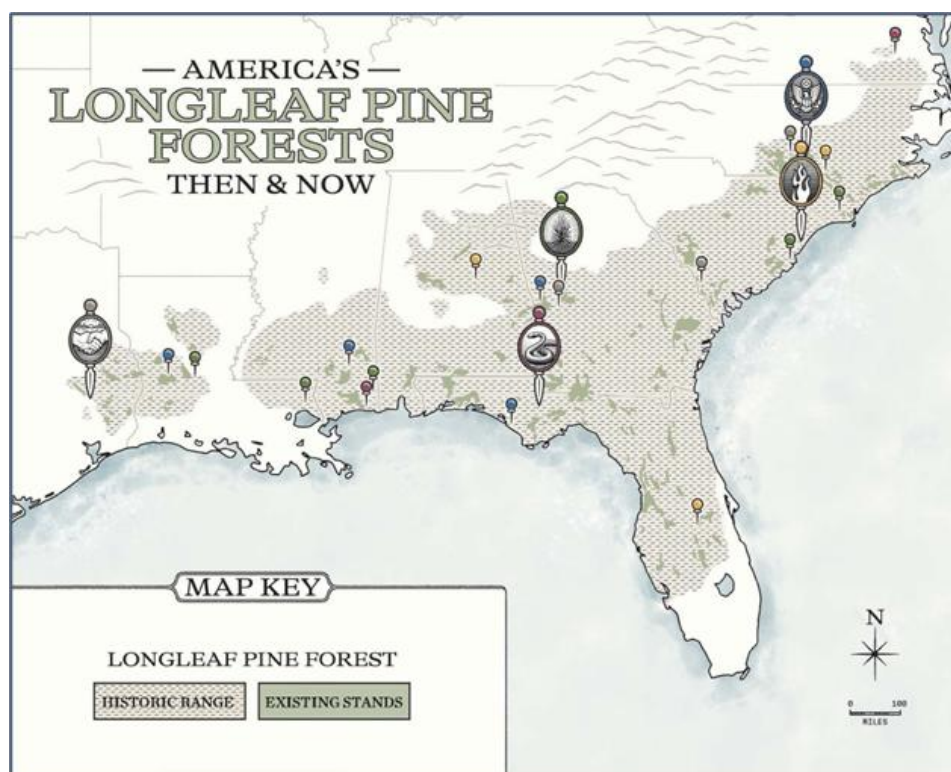 — AMERICA'S —
LONGLEAF PINE
FORESTS
THEN & NOW
MAP KEY
LONGLEAF PINE FOREST
HISTORIC RANGE
EXISTING STANDS
N
0 100
MILES